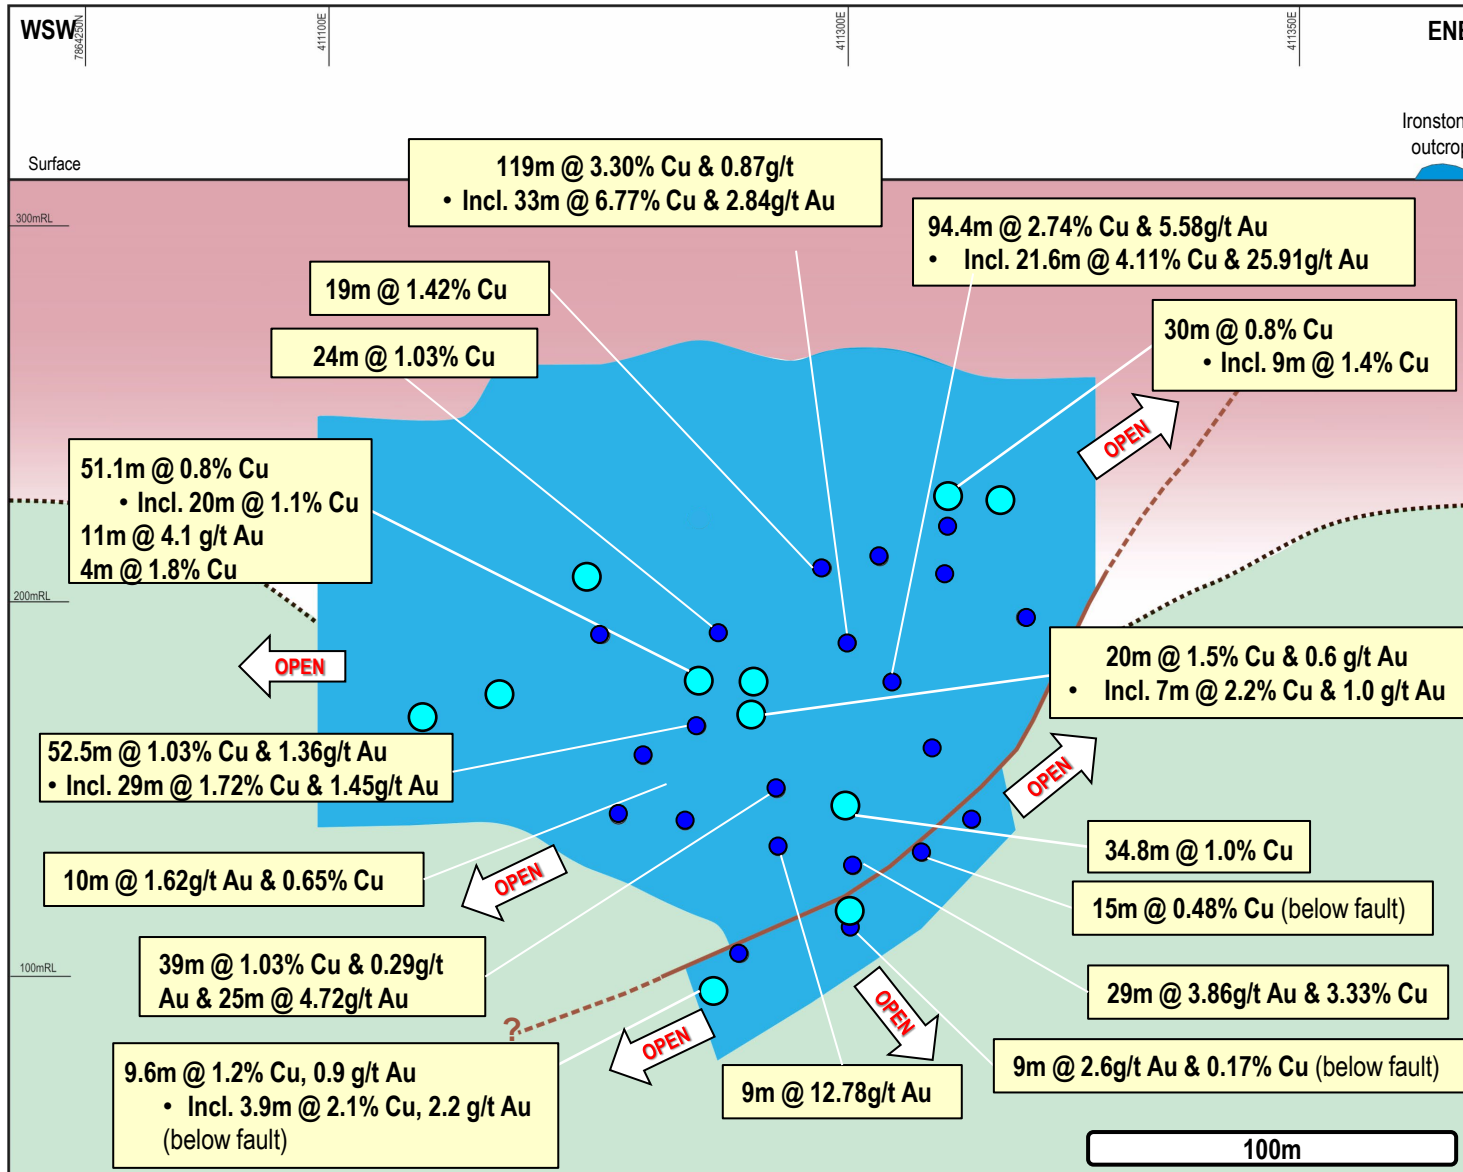 WSW
7864250N
411100E
411300E
411350E
ENE
Ironston
outcrop
Surface
300mRL
119m @ 3.30% Cu & 0.87g/t
• Incl. 33m @ 6.77% Cu & 2.84g/t Au
94.4m @ 2.74% Cu & 5.58g/t Au
• Incl. 21.6m @ 4.11% Cu & 25.91g/t Au
19m @ 1.42% Cu
24m @ 1.03% Cu
30m @ 0.8% Cu
• Incl. 9m @ 1.4% Cu
OPEN
51.1m @ 0.8% Cu
• Incl. 20m @ 1.1% Cu
11m @ 4.1 g/t Au
4m @ 1.8% Cu
200mRL
OPEN
20m @ 1.5% Cu & 0.6 g/t Au
• Incl. 7m @ 2.2% Cu & 1.0 g/t Au
52.5m @ 1.03% Cu & 1.36g/t Au
• Incl. 29m @ 1.72% Cu & 1.45g/t Au
OPEN
34.8m @ 1.0% Cu
10m @ 1.62g/t Au & 0.65% Cu
OPEN
15m @ 0.48% Cu (below fault)
39m @ 1.03% Cu & 0.29g/t
Au & 25m @ 4.72g/t Au
100mRL
29m @ 3.86g/t Au & 3.33% Cu
OPEN
?
OPEN
9.6m @ 1.2% Cu, 0.9 g/t Au
• Incl. 3.9m @ 2.1% Cu, 2.2 g/t Au
(below fault)
9m @ 12.78g/t Au
9m @ 2.6g/t Au & 0.17% Cu (below fault)
100m